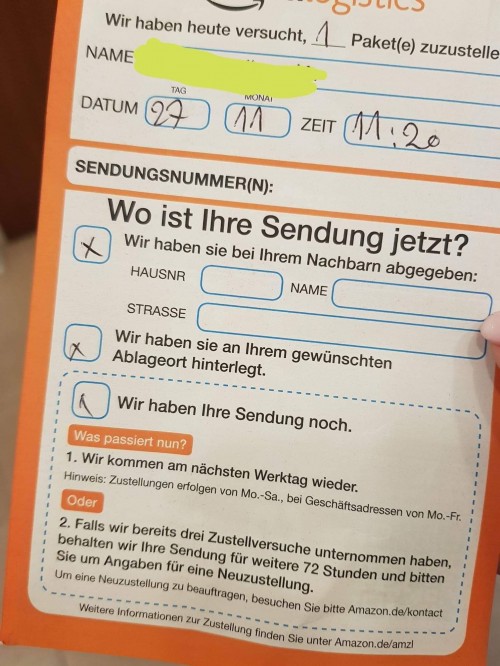 Wir haben heute versucht, 1 Paket(e) zuzustelle
NAME
TAG MONAT
DATUM 27 11 ZEIT 11:20
SENDUNGSNUMMER(N):
Wo ist Ihre Sendung jetzt?
x Wir haben sie bei Ihrem Nachbarn abgegeben:
HAUSNR NAME
STRASSE
x Wir haben sie an Ihrem gewünschten
Ablageort hinterlegt.
Wir haben Ihre Sendung noch.
Was passiert nun?
1. Wir kommen am nächsten Werktag wieder.
Hinweis: Zustellungen erfolgen von Mo.-Sa., bei Geschäftsadressen von Mo.-Fr.
Oder
2. Falls wir bereits drei Zustellversuche unternommen haben,
behalten wir Ihre Sendung für weitere 72 Stunden und bitten
Sie um Angaben für eine Neuzustellung.
Um eine Neuzustellung zu beauftragen, besuchen Sie bitte Amazon.de/kontact
Weitere Informationen zur Zustellung finden Sie unter Amazon.de/amzl